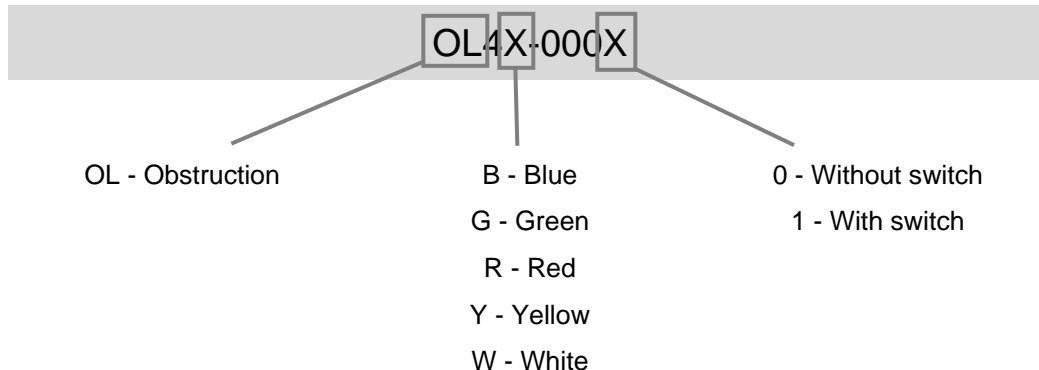 OL4X-000X
OL - Obstruction
B - Blue
G - Green
R - Red
Y - Yellow
W - White
0 - Without switch
1 - With switch